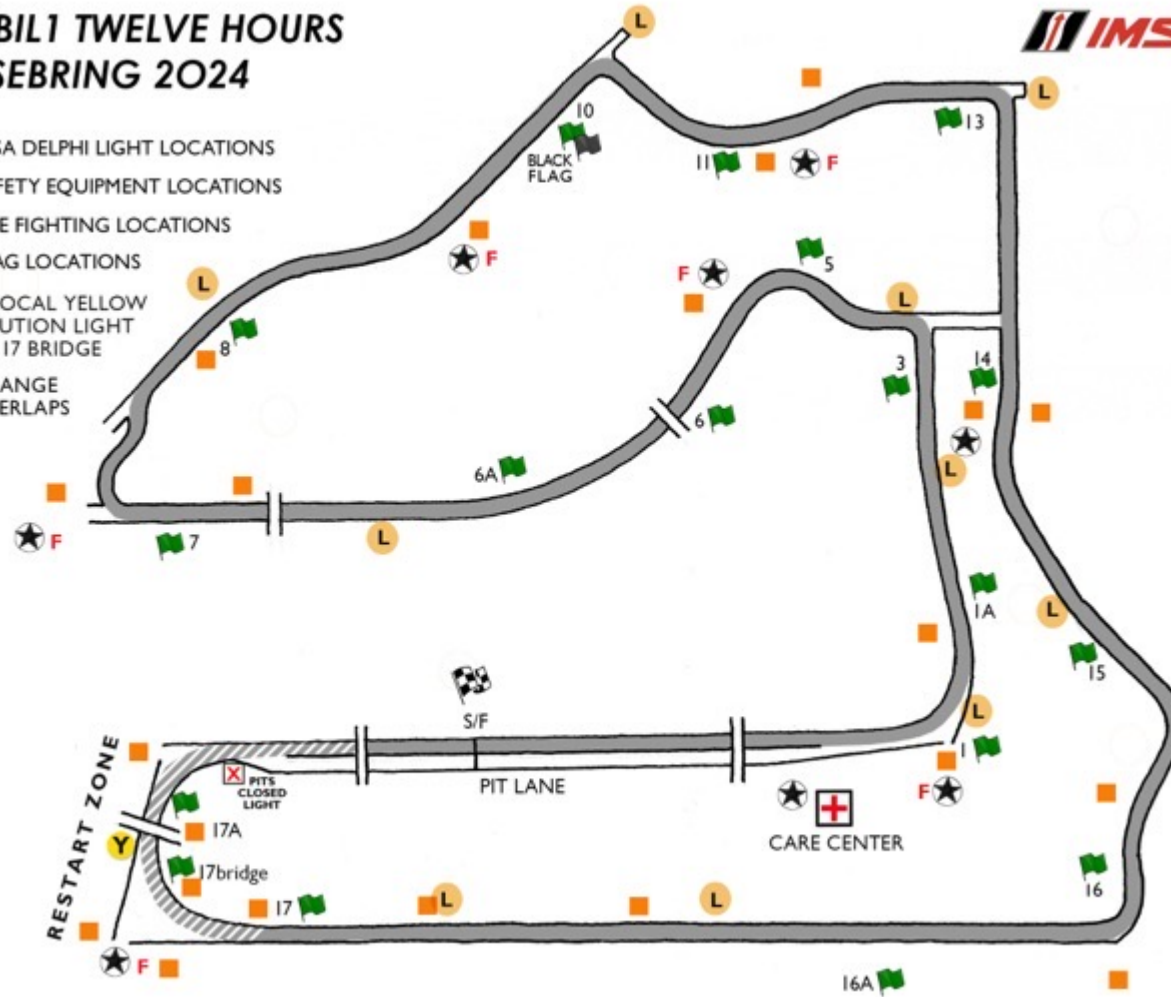 BIL1 TWELVE HOURS
SEBRING 2024
IMS
SA DELPHI LIGHT LOCATIONS
FETY EQUIPMENT LOCATIONS
E FIGHTING LOCATIONS
AG LOCATIONS
OCAL YELLOW
UTION LIGHT
17 BRIDGE
ANGE
ERLAPS
L
L
10
BLACK
FLAG
11
F
13
F
L
8
F
5
L
3
14
6
6A
L
F
7
L
1A
L
15
S/F
L
1
RESTART ZONE
PITS
CLOSED
LIGHT
X
PIT LANE
F
CARE CENTER
17A
Y
17bridge
17
L
L
16
F
16A